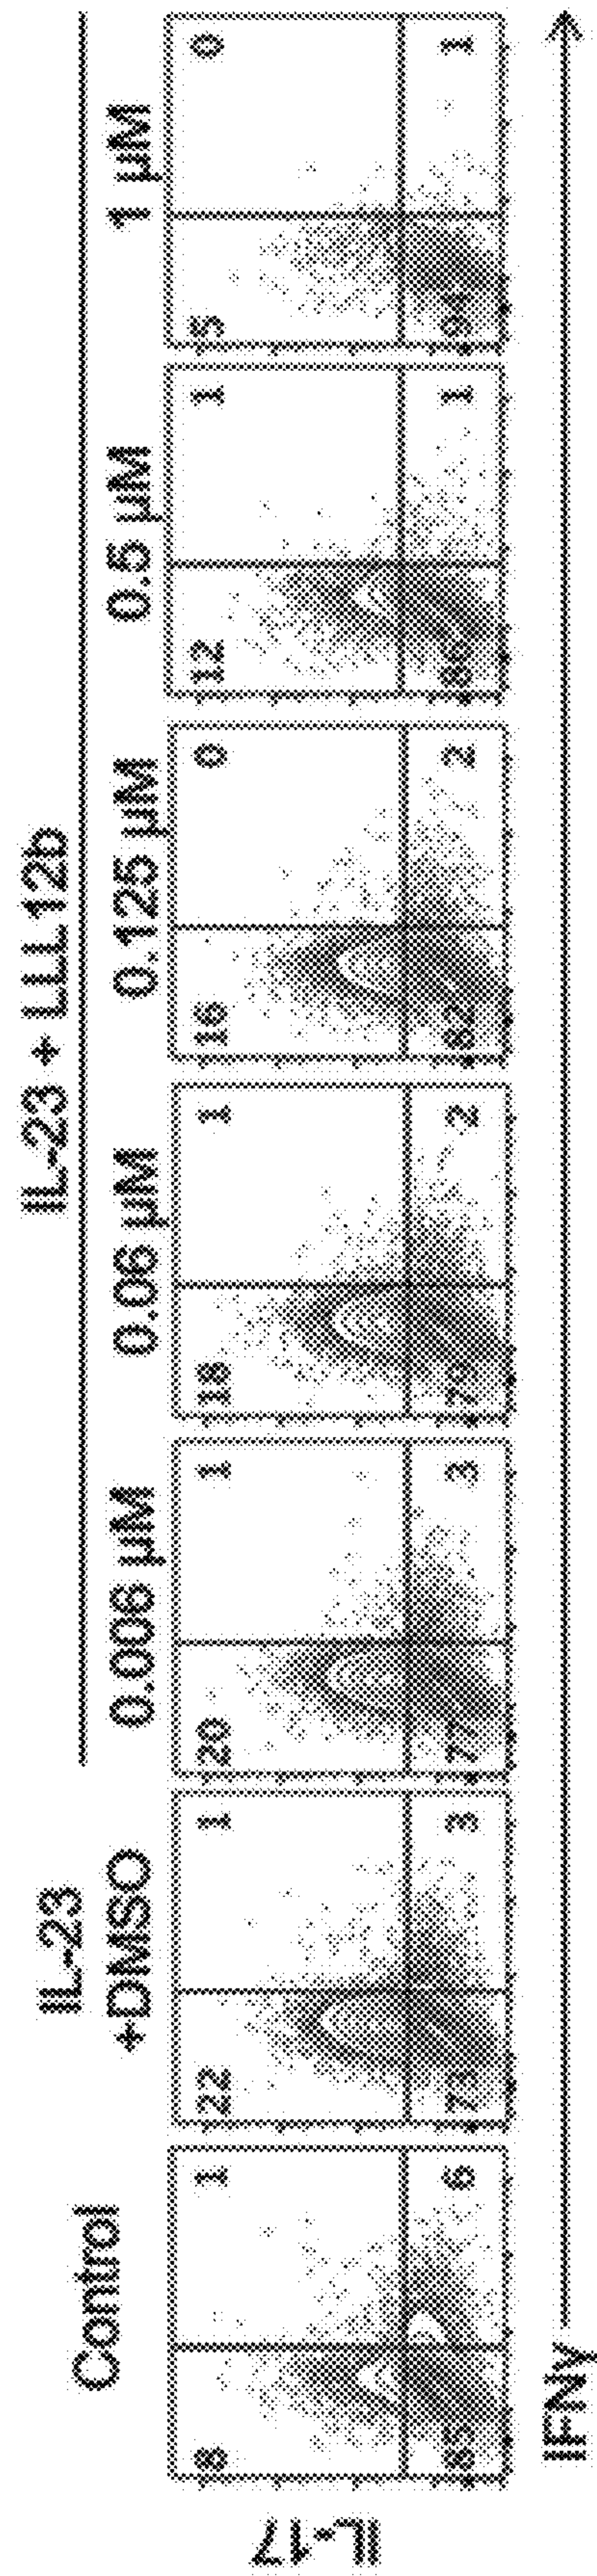 IL-23 + LLL12b
IL-23
Control +DMSO 0.006 µM 0.06 µM 0.125 µM 0.5 µM 1 µM
8 1 22 1 20 1 18 1 16 0 12 1 5 0
IL-17
85 6 73 3 77 3 79 2 82 2 86 1 94 1
IFNγ